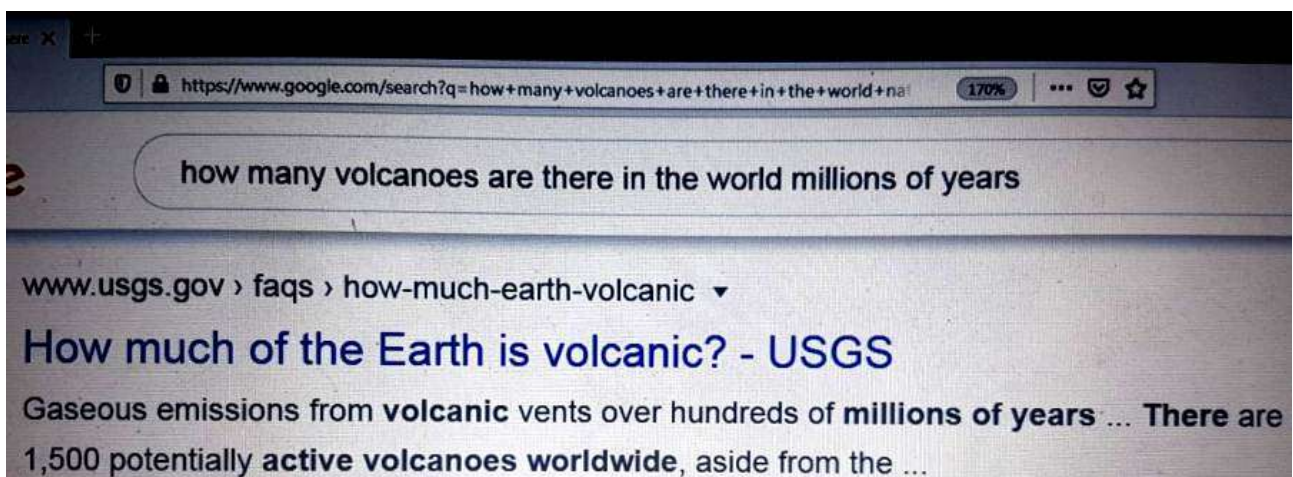 https://www.google.com/search?q=how+many+volcanoes+are+there+in+the+world+na
170%
how many volcanoes are there in the world millions of years
www.usgs.gov › faqs › how-much-earth-volcanic
How much of the Earth is volcanic? - USGS
Gaseous emissions from volcanic vents over hundreds of millions of years ... There are
1,500 potentially active volcanoes worldwide, aside from the ...